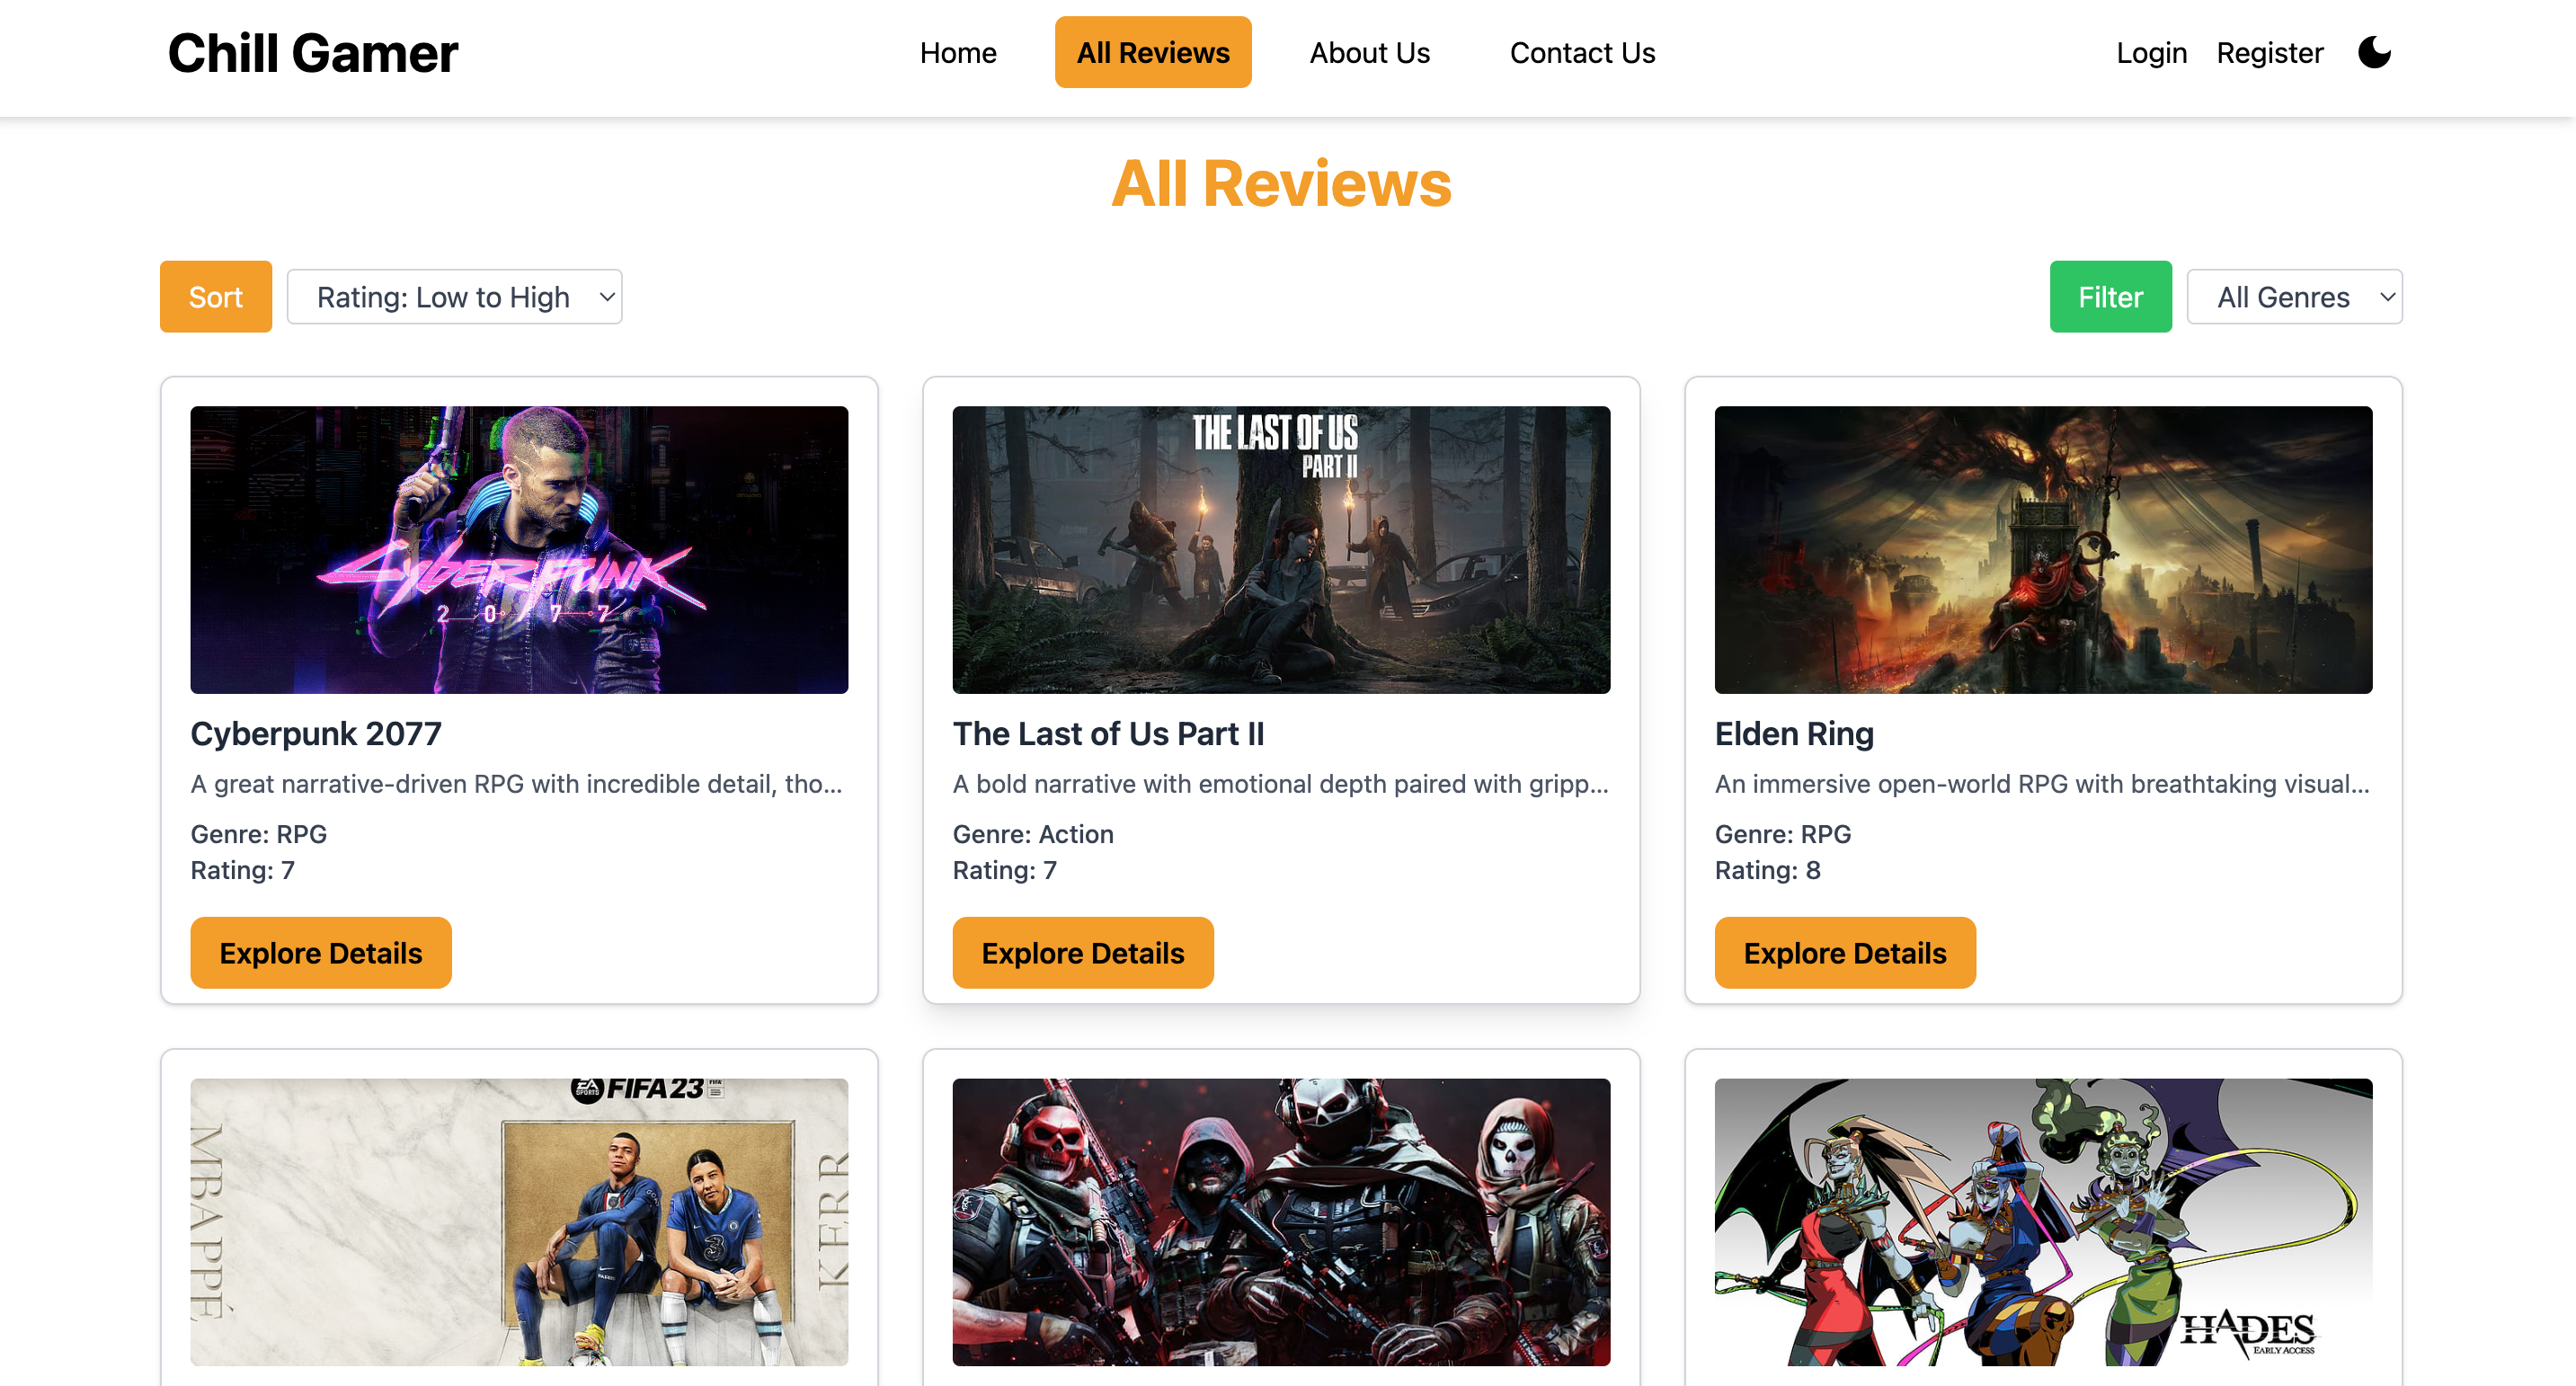 Chill Gamer
Home
All Reviews
About Us
Contact Us
Login
Register
All Reviews
Sort
Rating: Low to High
Filter
All Genres
CYBERPUNK
2077
Cyberpunk 2077
A great narrative-driven RPG with incredible detail, tho...
Genre: RPG
Rating: 7
Explore Details
THE LAST OF US
PART II
The Last of Us Part II
A bold narrative with emotional depth paired with gripp...
Genre: Action
Rating: 7
Explore Details
Elden Ring
An immersive open-world RPG with breathtaking visual...
Genre: RPG
Rating: 8
Explore Details
EA SPORTS FIFA 23
MBAPPÉ
KERR
3
HADES
EARLY ACCESS